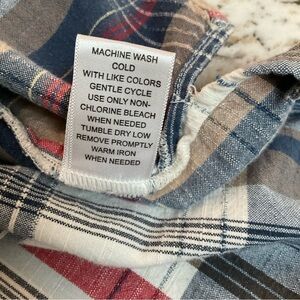 MACHINE WASH
COLD
WITH LIKE COLORS
GENTLE CYCLE
USE ONLY NON-
CHLORINE BLEACH
WHEN NEEDED
TUMBLE DRY LOW
REMOVE PROMPTLY
WARM IRON
WHEN NEEDED